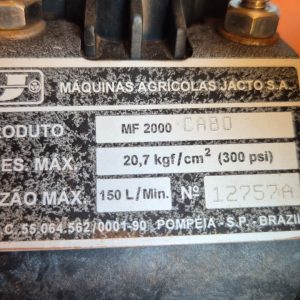 MÁQUINAS AGRÍCOLAS JACTO S.A.
RODUTO MF 2000 CABO
ES. MÁX. 20,7 kgf/cm² (300 psi)
ZÃO MÁX. 150 L/Min. Nº 12757A
C. 55.064.562/0001-90 POMPÉIA - S.P. - BRAZI